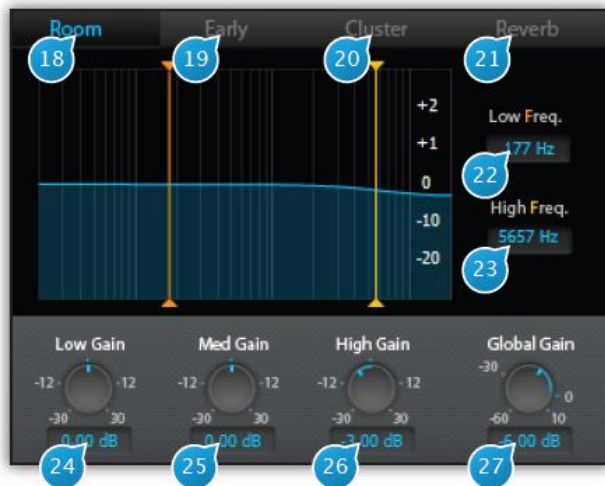 Room Early Cluster Reverb
18 19 20 21
+2
+1
0
-10
-20
Low Freq.
177 Hz
22
High Freq.
5657 Hz
23
Low Gain Med Gain High Gain Global Gain
-12 12 -12 12 -12 12 -30 0
-30 30 -30 30 -30 30 -60 10
0.00 dB 0.00 dB -3.00 dB -6.00 dB
24 25 26 27